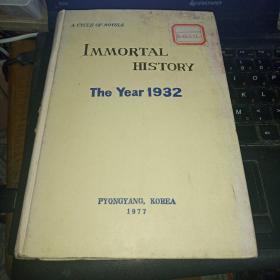 A CYCLE OF NOVELS
IMMORTAL
HISTORY
The Year 1932
PYONGYANG, KOREA
1977